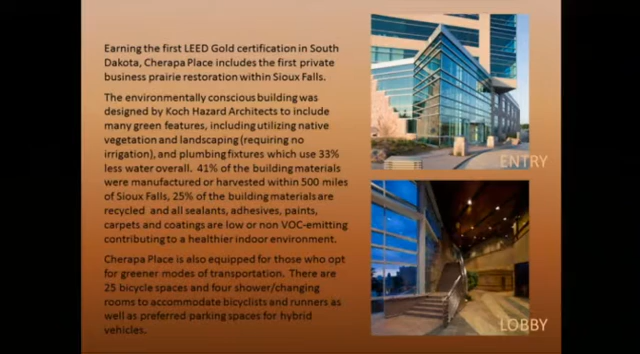 Earning the first LEED Gold certification in South
Dakota, Cherapa Place includes the first private
business prairie restoration within Sioux Falls.
The environmentally conscious building was
designed by Koch Hazard Architects to include
many green features, including utilizing native
vegetation and landscaping (requiring no
irrigation), and plumbing fixtures which use 33%
less water overall. 41% of the building materials
were manufactured or harvested within 500 miles
of Sioux Falls, 25% of the building materials are
recycled and all sealants, adhesives, paints,
carpets and coatings are low or non VOC-emitting
contributing to a healthier indoor environment.
Cherapa Place is also equipped for those who opt
for greener modes of transportation. There are
25 bicycle spaces and four shower/changing
rooms to accommodate bicyclists and runners as
well as preferred parking spaces for hybrid
vehicles.
ENTRY
LOBBY